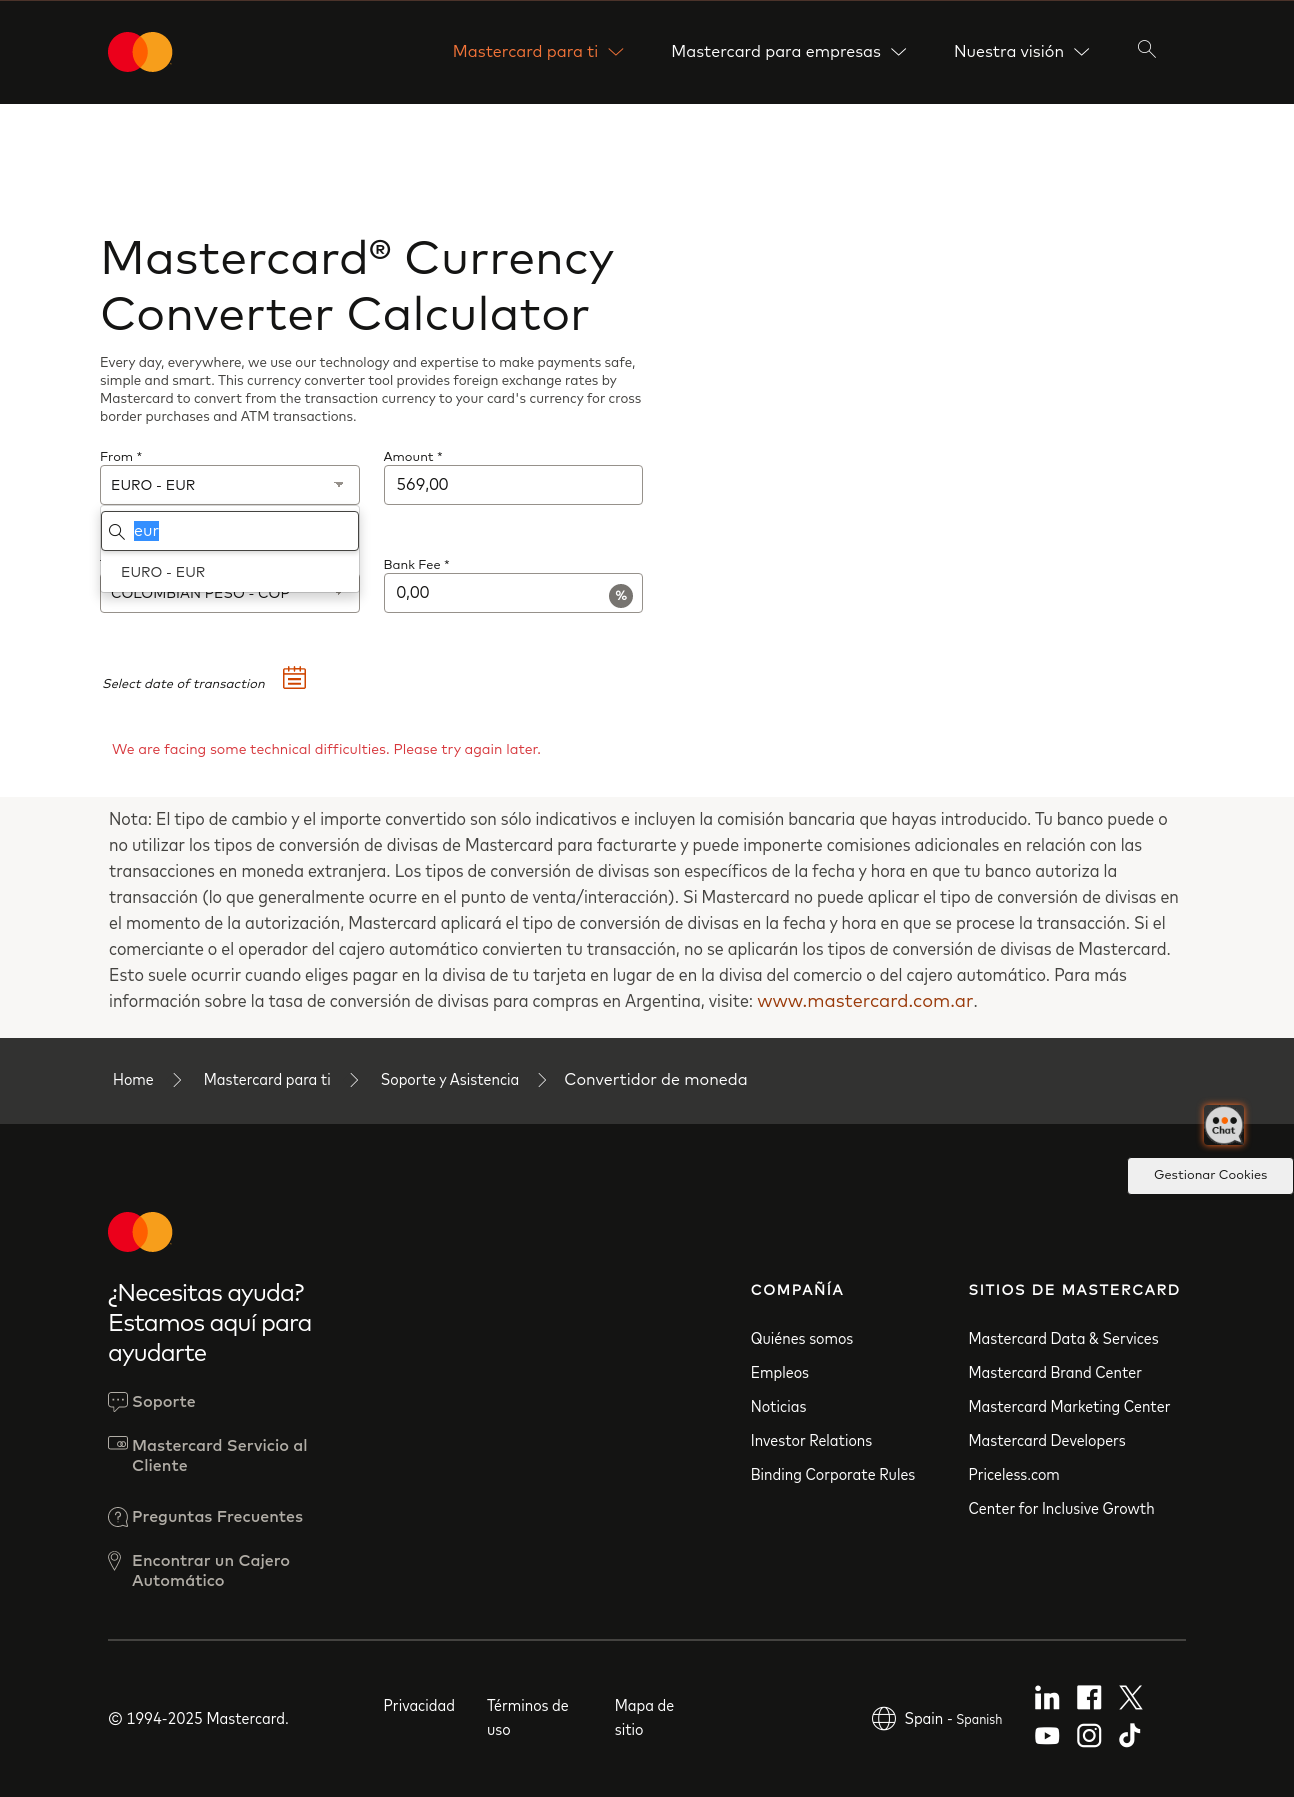 Mastercard para ti
Mastercard para empresas
Nuestra visión
Mastercard® Currency
Converter Calculator
Every day, everywhere, we use our technology and expertise to make payments safe,
simple and smart. This currency converter tool provides foreign exchange rates by
Mastercard to convert from the transaction currency to your card's currency for cross
border purchases and ATM transactions.
From *
Amount *
EURO - EUR
569,00
eur
EURO - EUR
Bank Fee *
COLOMBIAN PESO - COP
0,00
%
Select date of transaction
We are facing some technical difficulties. Please try again later.
Nota: El tipo de cambio y el importe convertido son sólo indicativos e incluyen la comisión bancaria que hayas introducido. Tu banco puede o
no utilizar los tipos de conversión de divisas de Mastercard para facturarte y puede imponerte comisiones adicionales en relación con las
transacciones en moneda extranjera. Los tipos de conversión de divisas son específicos de la fecha y hora en que tu banco autoriza la
transacción (lo que generalmente ocurre en el punto de venta/interacción). Si Mastercard no puede aplicar el tipo de conversión de divisas en
el momento de la autorización, Mastercard aplicará el tipo de conversión de divisas en la fecha y hora en que se procese la transacción. Si el
comerciante o el operador del cajero automático convierten tu transacción, no se aplicarán los tipos de conversión de divisas de Mastercard.
Esto suele ocurrir cuando eliges pagar en la divisa de tu tarjeta en lugar de en la divisa del comercio o del cajero automático. Para más
información sobre la tasa de conversión de divisas para compras en Argentina, visite: www.mastercard.com.ar.
Home
Mastercard para ti
Soporte y Asistencia
Convertidor de moneda
Chat
Gestionar Cookies
¿Necesitas ayuda?
Estamos aquí para
ayudarte
Soporte
Mastercard Servicio al
Cliente
Preguntas Frecuentes
Encontrar un Cajero
Automático
COMPAÑÍA
Quiénes somos
Empleos
Noticias
Investor Relations
Binding Corporate Rules
SITIOS DE MASTERCARD
Mastercard Data & Services
Mastercard Brand Center
Mastercard Marketing Center
Mastercard Developers
Priceless.com
Center for Inclusive Growth
© 1994-2025 Mastercard.
Privacidad
Términos de
uso
Mapa de
sitio
Spain - Spanish